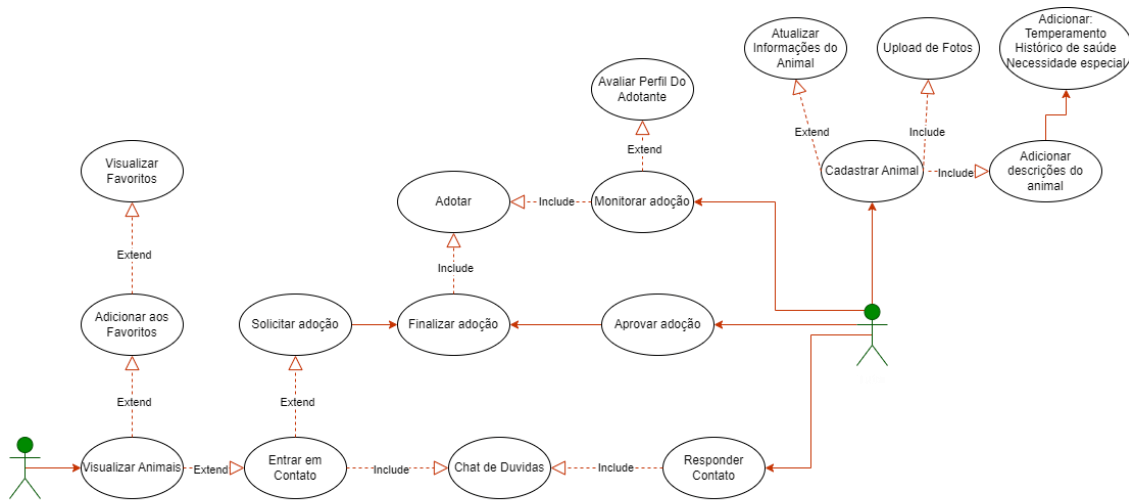 Adicionar:
Temperamento
Histórico de saúde
Necessidade especial
Atualizar
Informações do
Animal
Upload de Fotos
Avaliar Perfil Do
Adotante
Extend
Include
Extend
Visualizar
Favoritos
Cadastrar Animal
Include
Adicionar
descrições do
animal
Adotar
Include
Monitorar adoção
Extend
Include
Adicionar aos
Favoritos
Solicitar adoção
Finalizar adoção
Aprovar adoção
Extend
Extend
Visualizar Animais
Extend
Entrar em
Contato
Include
Chat de Duvidas
Include
Responder
Contato